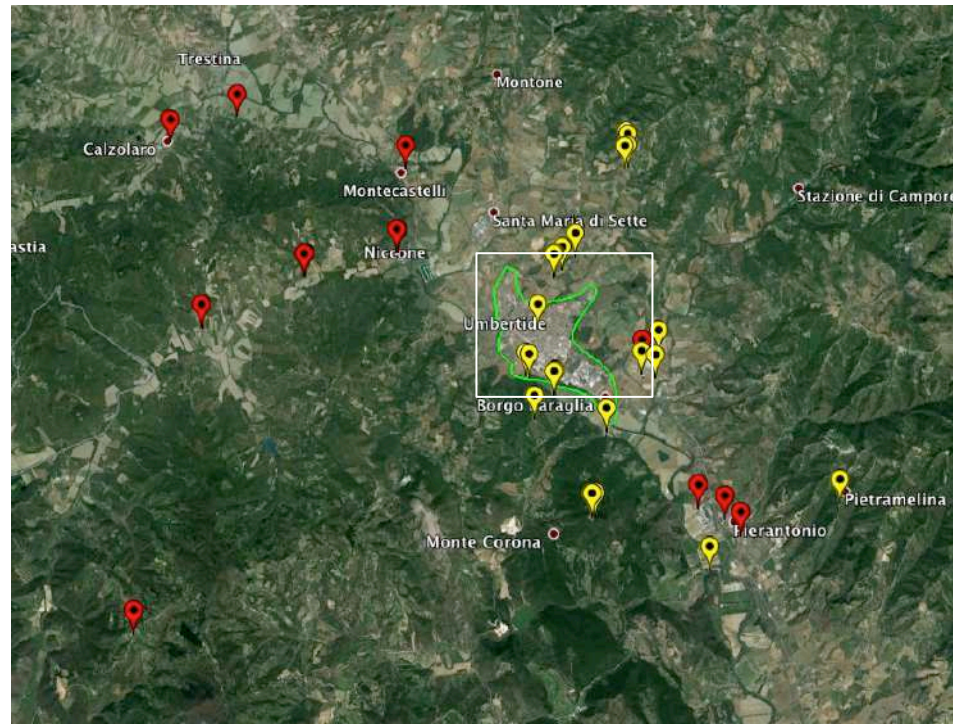 Trestina
Montone
Calzolaro
Montecastelli
Stazione di Campore
Santa Maria di Sette
astia
Niccone
Umbertide
Borgo
Pietramelina
Pierantonio
Monte Corona